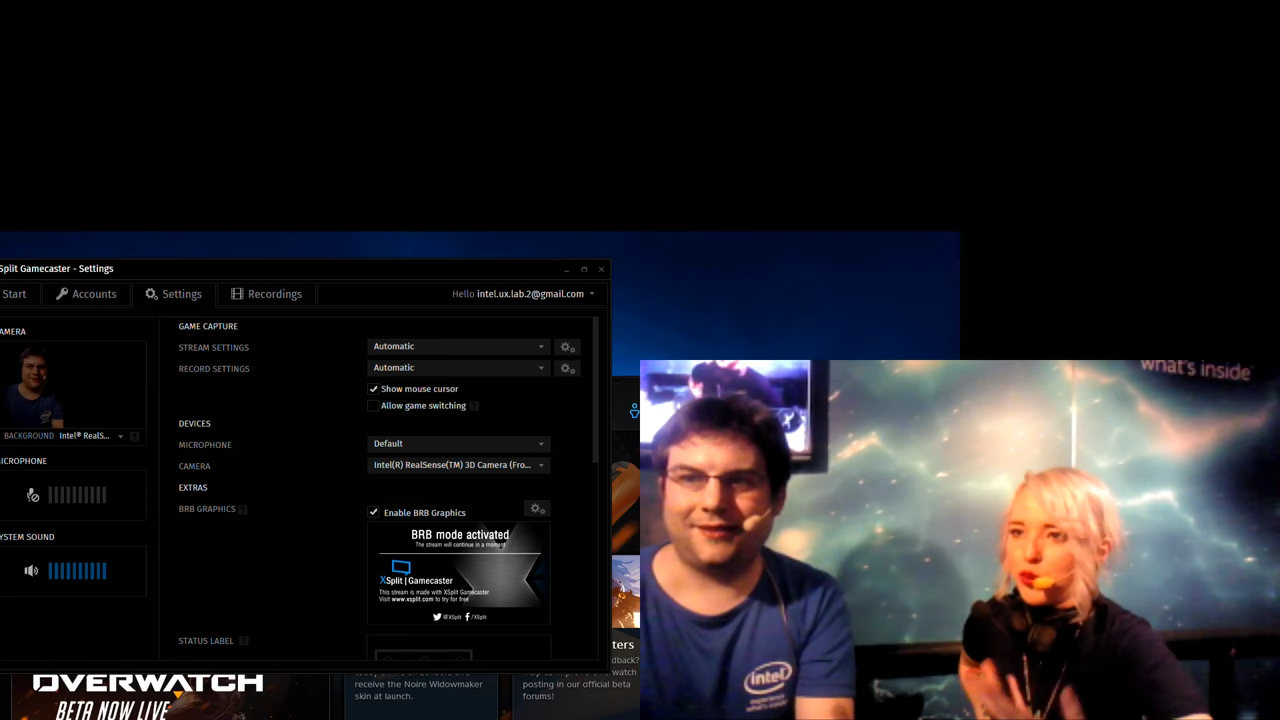 Split Gamecaster - Settings
Start
Accounts
Settings
Recordings
Hello intel.ux.lab.2@gmail.com
AMERA
BACKGROUND Intel® RealS...
ICROPHONE
YSTEM SOUND
GAME CAPTURE
STREAM SETTINGS
Automatic
RECORD SETTINGS
Automatic
Show mouse cursor
Allow game switching ?
DEVICES
MICROPHONE
Default
CAMERA
Intel(R) RealSense(TM) 3D Camera (Fro...
EXTRAS
BRB GRAPHICS ?
Enable BRB Graphics
BRB mode activated
The stream will continue in a moment
XSplit | Gamecaster
This stream is made with XSplit Gamecaster
Visit www.xsplit.com to try for free
@XSplit /XSplit
STATUS LABEL ?
OVERWATCH
BETA NOW LIVE
receive the Noire Widowmaker
skin at launch.
ters
dback?
watch
posting in our official beta
forums!
what's inside
intel
experience
what's inside